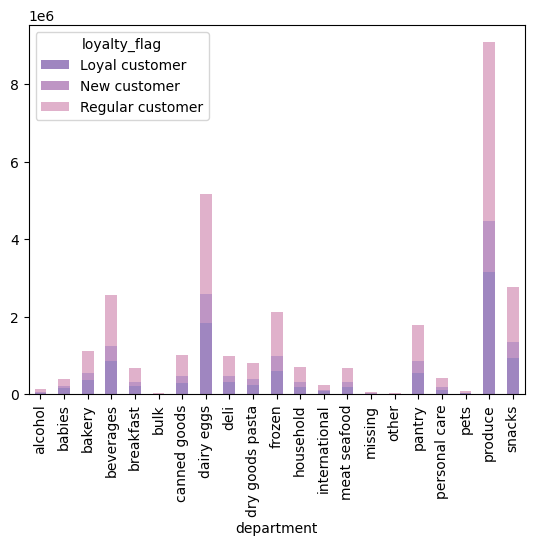 1e6
loyalty_flag
Loyal customer
New customer
Regular customer
8
6
4
2
0
alcohol
babies
bakery
beverages
breakfast
bulk
canned goods
dairy eggs
deli
dry goods pasta
frozen
household
international
meat seafood
missing
other
pantry
personal care
pets
produce
snacks
department